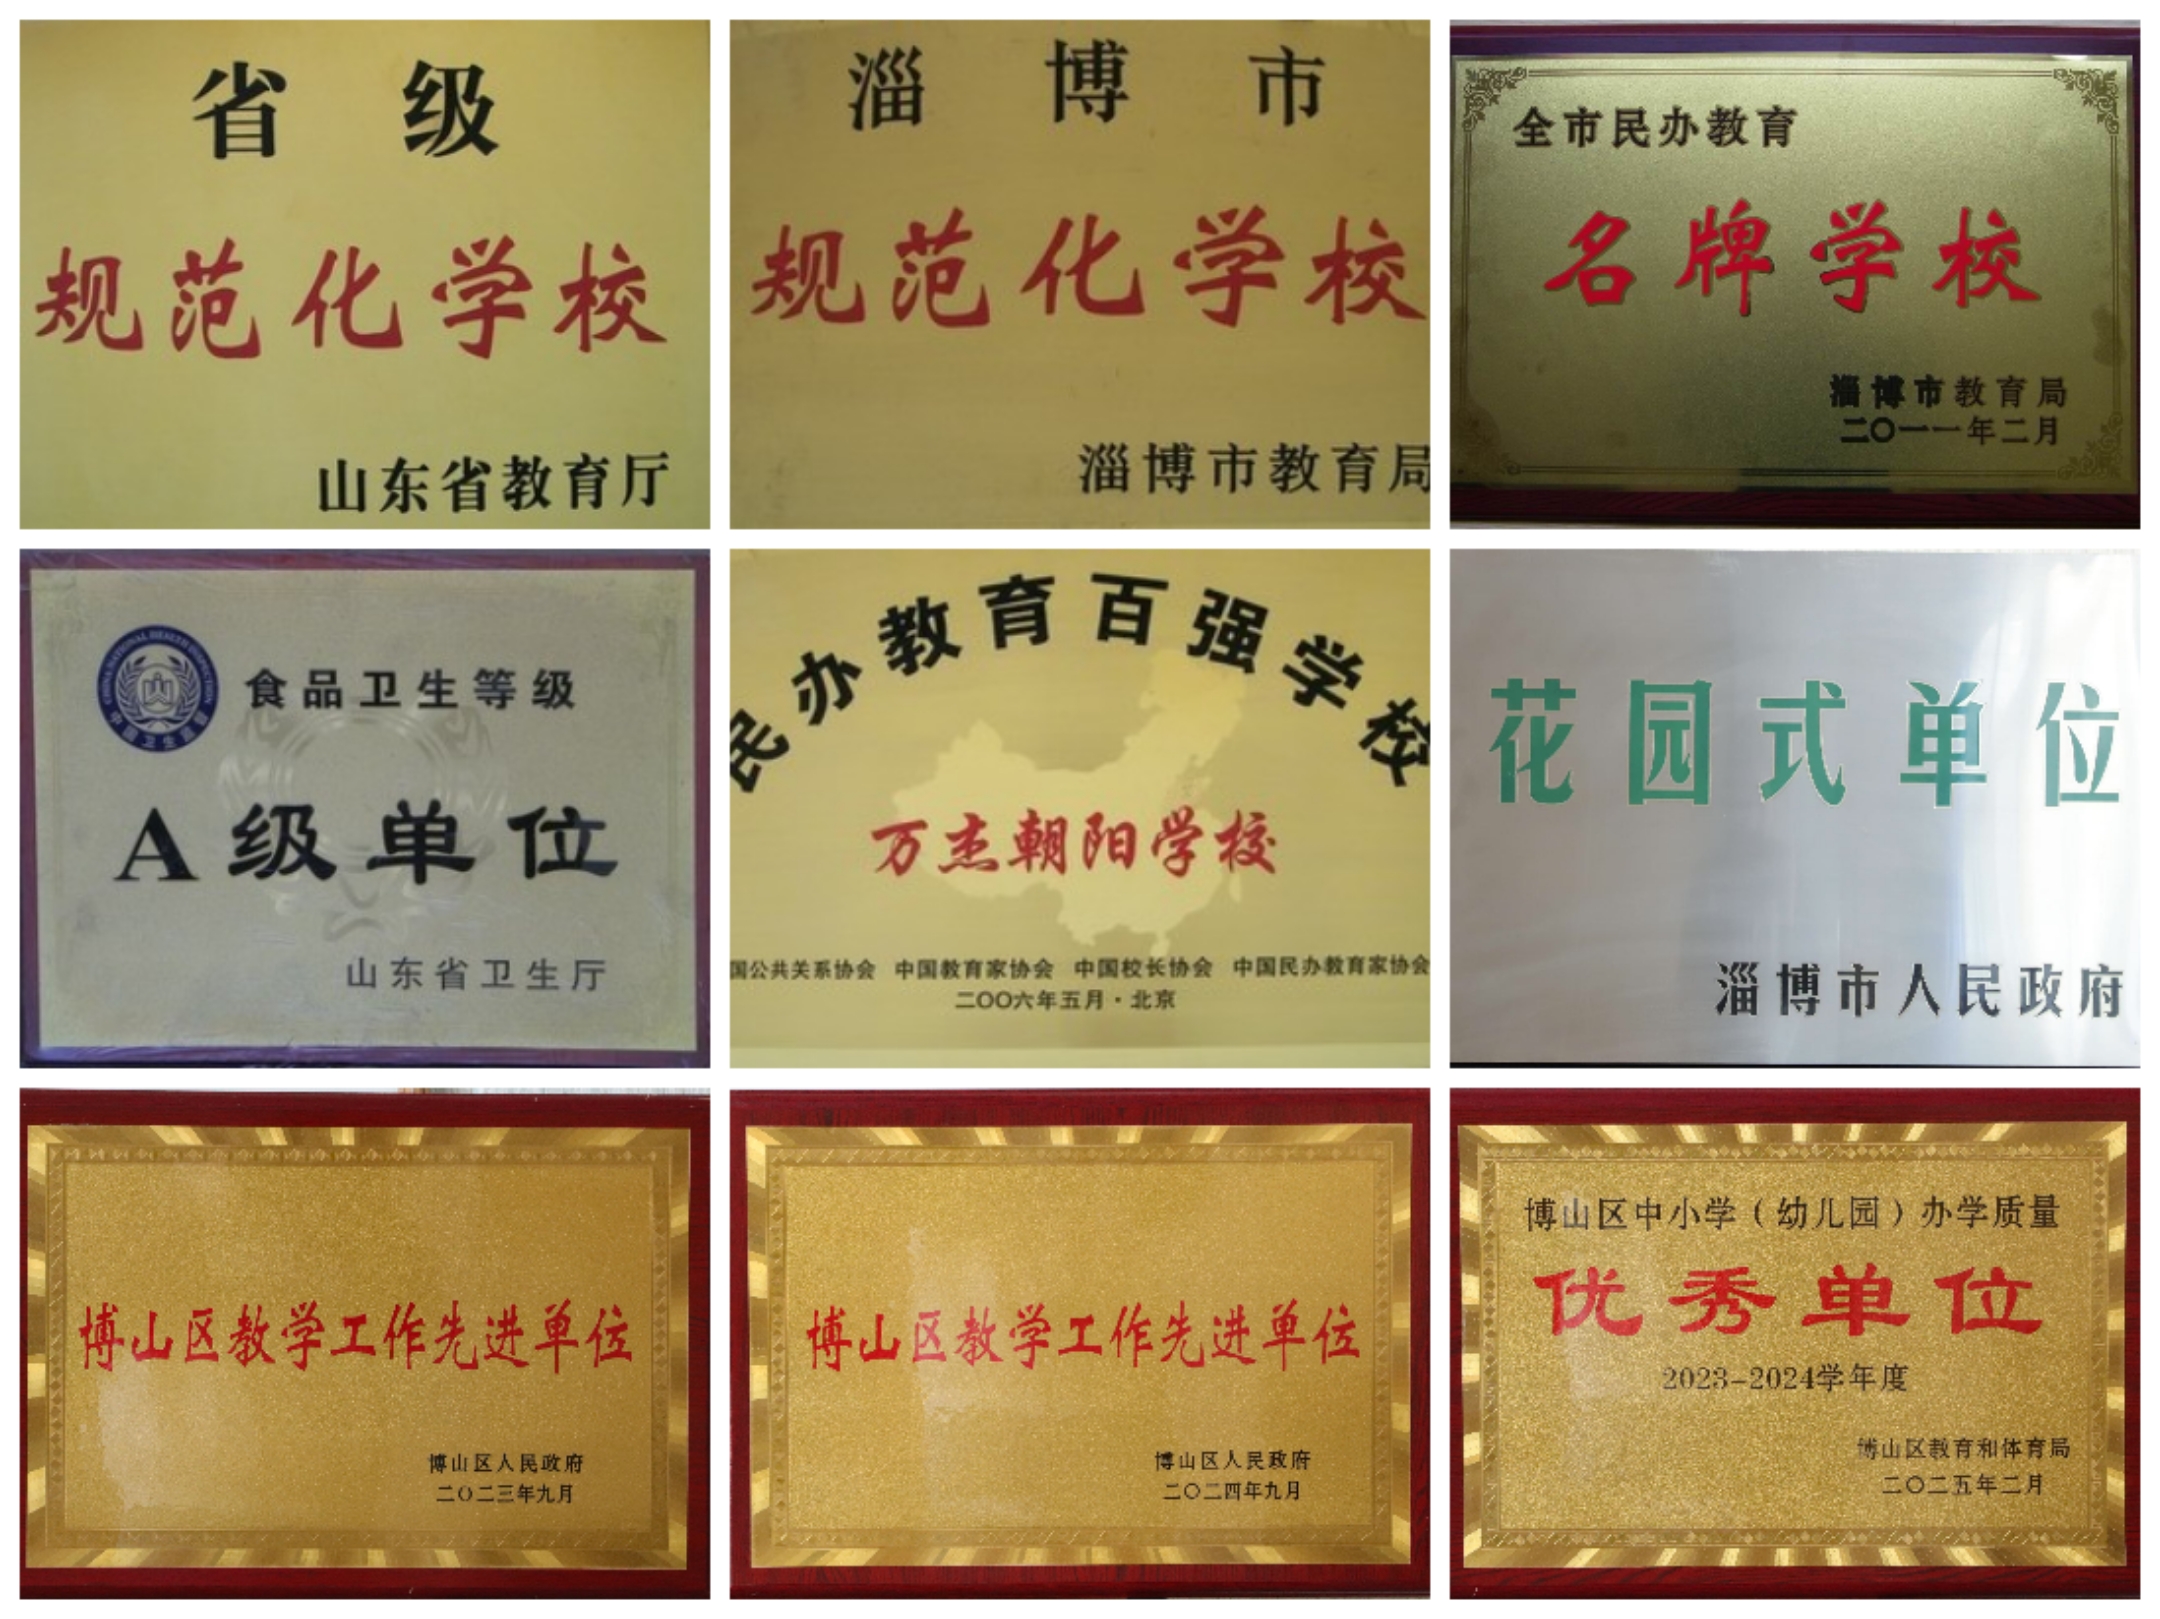 省级
规范化学校
山东省教育厅
淄博市
规范化学校
淄博市教育局
全市民办教育
名牌学校
淄博市教育局
二〇一一年二月
食品卫生等级
A级单位
山东省卫生厅
民办教育百强学校
万杰朝阳学校
国公共关系协会 中国教育家协会 中国校长协会 中国民办教育家协会
二〇〇六年五月·北京
花园式单位
淄博市人民政府
博山区教学工作先进单位
博山区人民政府
二〇二三年九月
博山区教学工作先进单位
博山区人民政府
二〇二四年九月
博山区中小学（幼儿园）办学质量
优秀单位
2023-2024学年度
博山区教育和体育局
二〇二五年二月